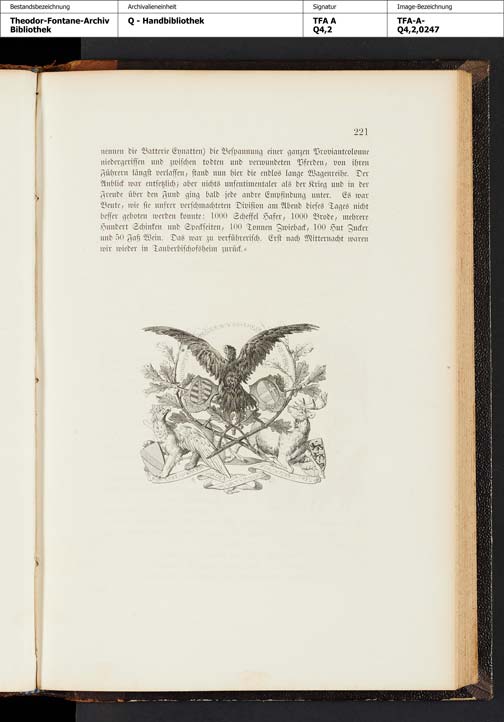 Bestandsbezeichnung
Archivalieneinheit
Signatur
Image-Bezeichnung
Theodor-Fontane-Archiv
Bibliothek
Q - Handbibliothek
TFA A
Q4,2
TFA-A-
Q4,2,0247
221
nennen die Batterie Eynatten) die Bespannung einer ganzen Proviantcolonne
niedergerissen und zwischen todten und verwundeten Pferden, von ihren
Führern längst verlassen, stand nun hier die endlos lange Wagenreihe. Der
Anblick war entsetzlich; aber nichts unsentimentaler als der Krieg und in der
Freude über den Fund ging bald jede andre Empfindung unter. Es war
Beute, wie sie unsrer verschmachteten Division am Abend dieses Tages nicht
besser geboten werden konnte: 1000 Scheffel Hafer, 1000 Brode, mehrere
Hundert Schinken und Speckseiten, 100 Tonnen Zwieback, 100 Hut Zucker
und 50 Faß Wein. Das war zu verführerisch. Erst nach Mitternacht waren
wir wieder in Tauberbischofsheim zurück.«